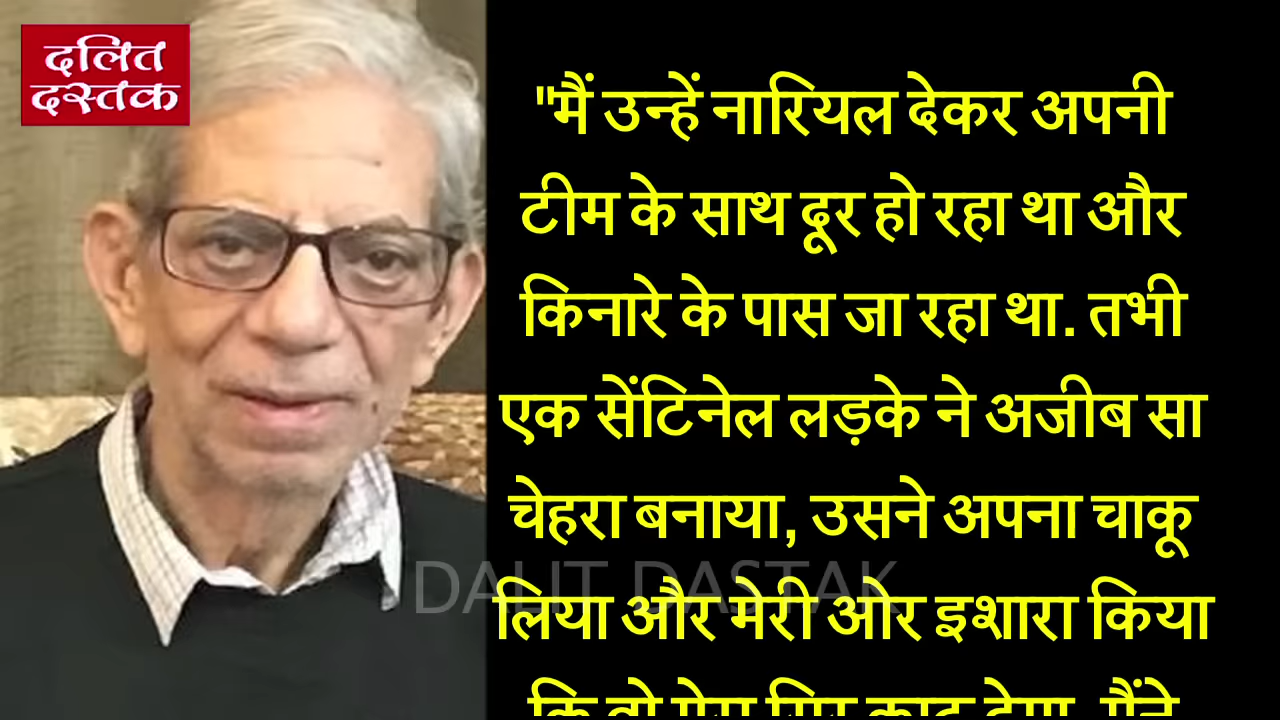 दलित
दस्तक
"मैं उन्हें नारियल देकर अपनी
टीम के साथ दूर हो रहा था और
किनारे के पास जा रहा था. तभी
एक सेंटिनेल लड़के ने अजीब सा
चेहरा बनाया, उसने अपना चाकू
DALIT DASTAK
लिया और मेरी ओर इशारा किया
कि वो मेरा सिर काट देगा. मैंने